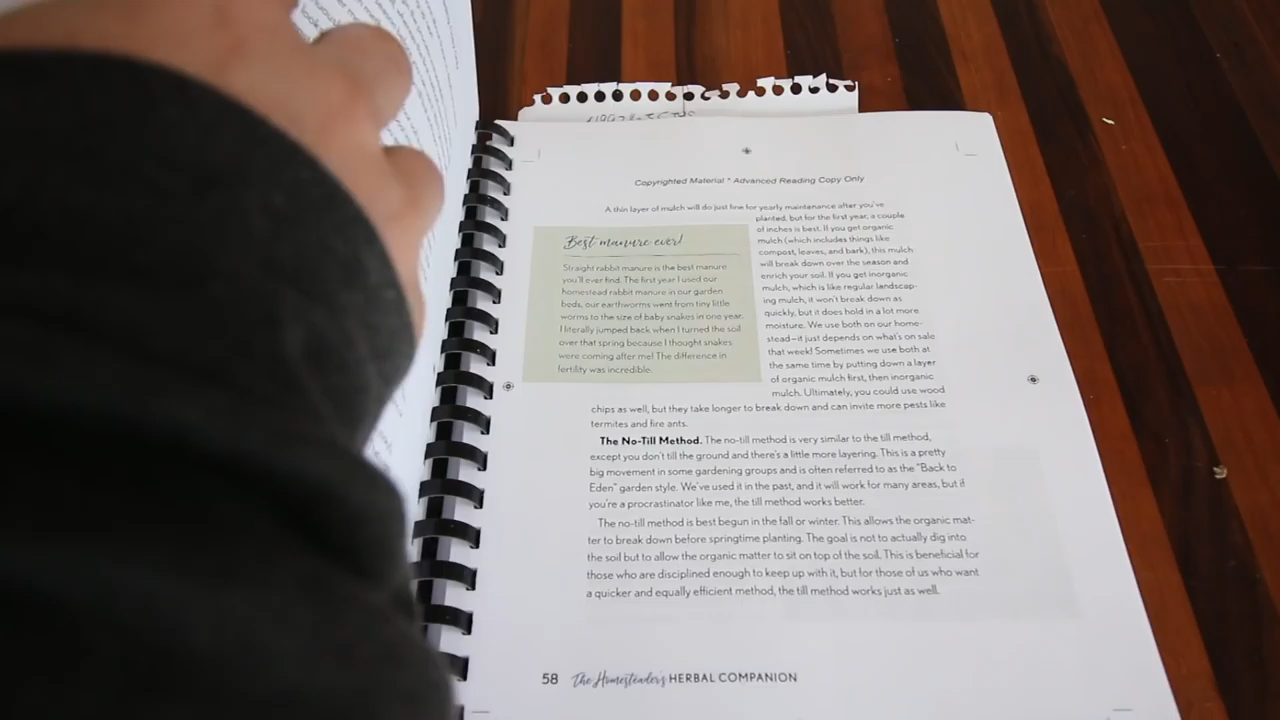 Copyrighted Material * Advanced Reading Copy Only
A thin layer of mulch will do just fine for yearly maintenance after you've
planted, but for the first year, a couple
of inches is best. If you get organic
mulch (which includes things like
compost, leaves, and bark), this mulch
will break down over the season and
enrich your soil. If you get inorganic
mulch, which is like regular landscap-
ing mulch, it won't break down as
quickly, but it does hold in a lot more
moisture. We use both on our home-
stead—it just depends on what's on sale
that week! Sometimes we use both at
the same time by putting down a layer
of organic mulch first, then inorganic
mulch. Ultimately, you could use wood
chips as well, but they take longer to break down and can invite more pests like
termites and fire ants.
Best manure ever!
Straight rabbit manure is the best manure
you'll ever find. The first year I used our
homestead rabbit manure in our garden
beds, our earthworms went from tiny little
worms to the size of baby snakes in one year.
I literally jumped back when I turned the soil
over that spring because I thought snakes
were coming after me! The difference in
fertility was incredible.
The No-Till Method. The no-till method is very similar to the till method,
except you don't till the ground and there's a little more layering. This is a pretty
big movement in some gardening groups and is often referred to as the "Back to
Eden" garden style. We've used it in the past, and it will work for many areas, but if
you're a procrastinator like me, the till method works better.
The no-till method is best begun in the fall or winter. This allows the organic mat-
ter to break down before springtime planting. The goal is not to actually dig into
the soil but to allow the organic matter to sit on top of the soil. This is beneficial for
those who are disciplined enough to keep up with it, but for those of us who want
a quicker and equally efficient method, the till method works just as well.
58 The Homesteader's HERBAL COMPANION